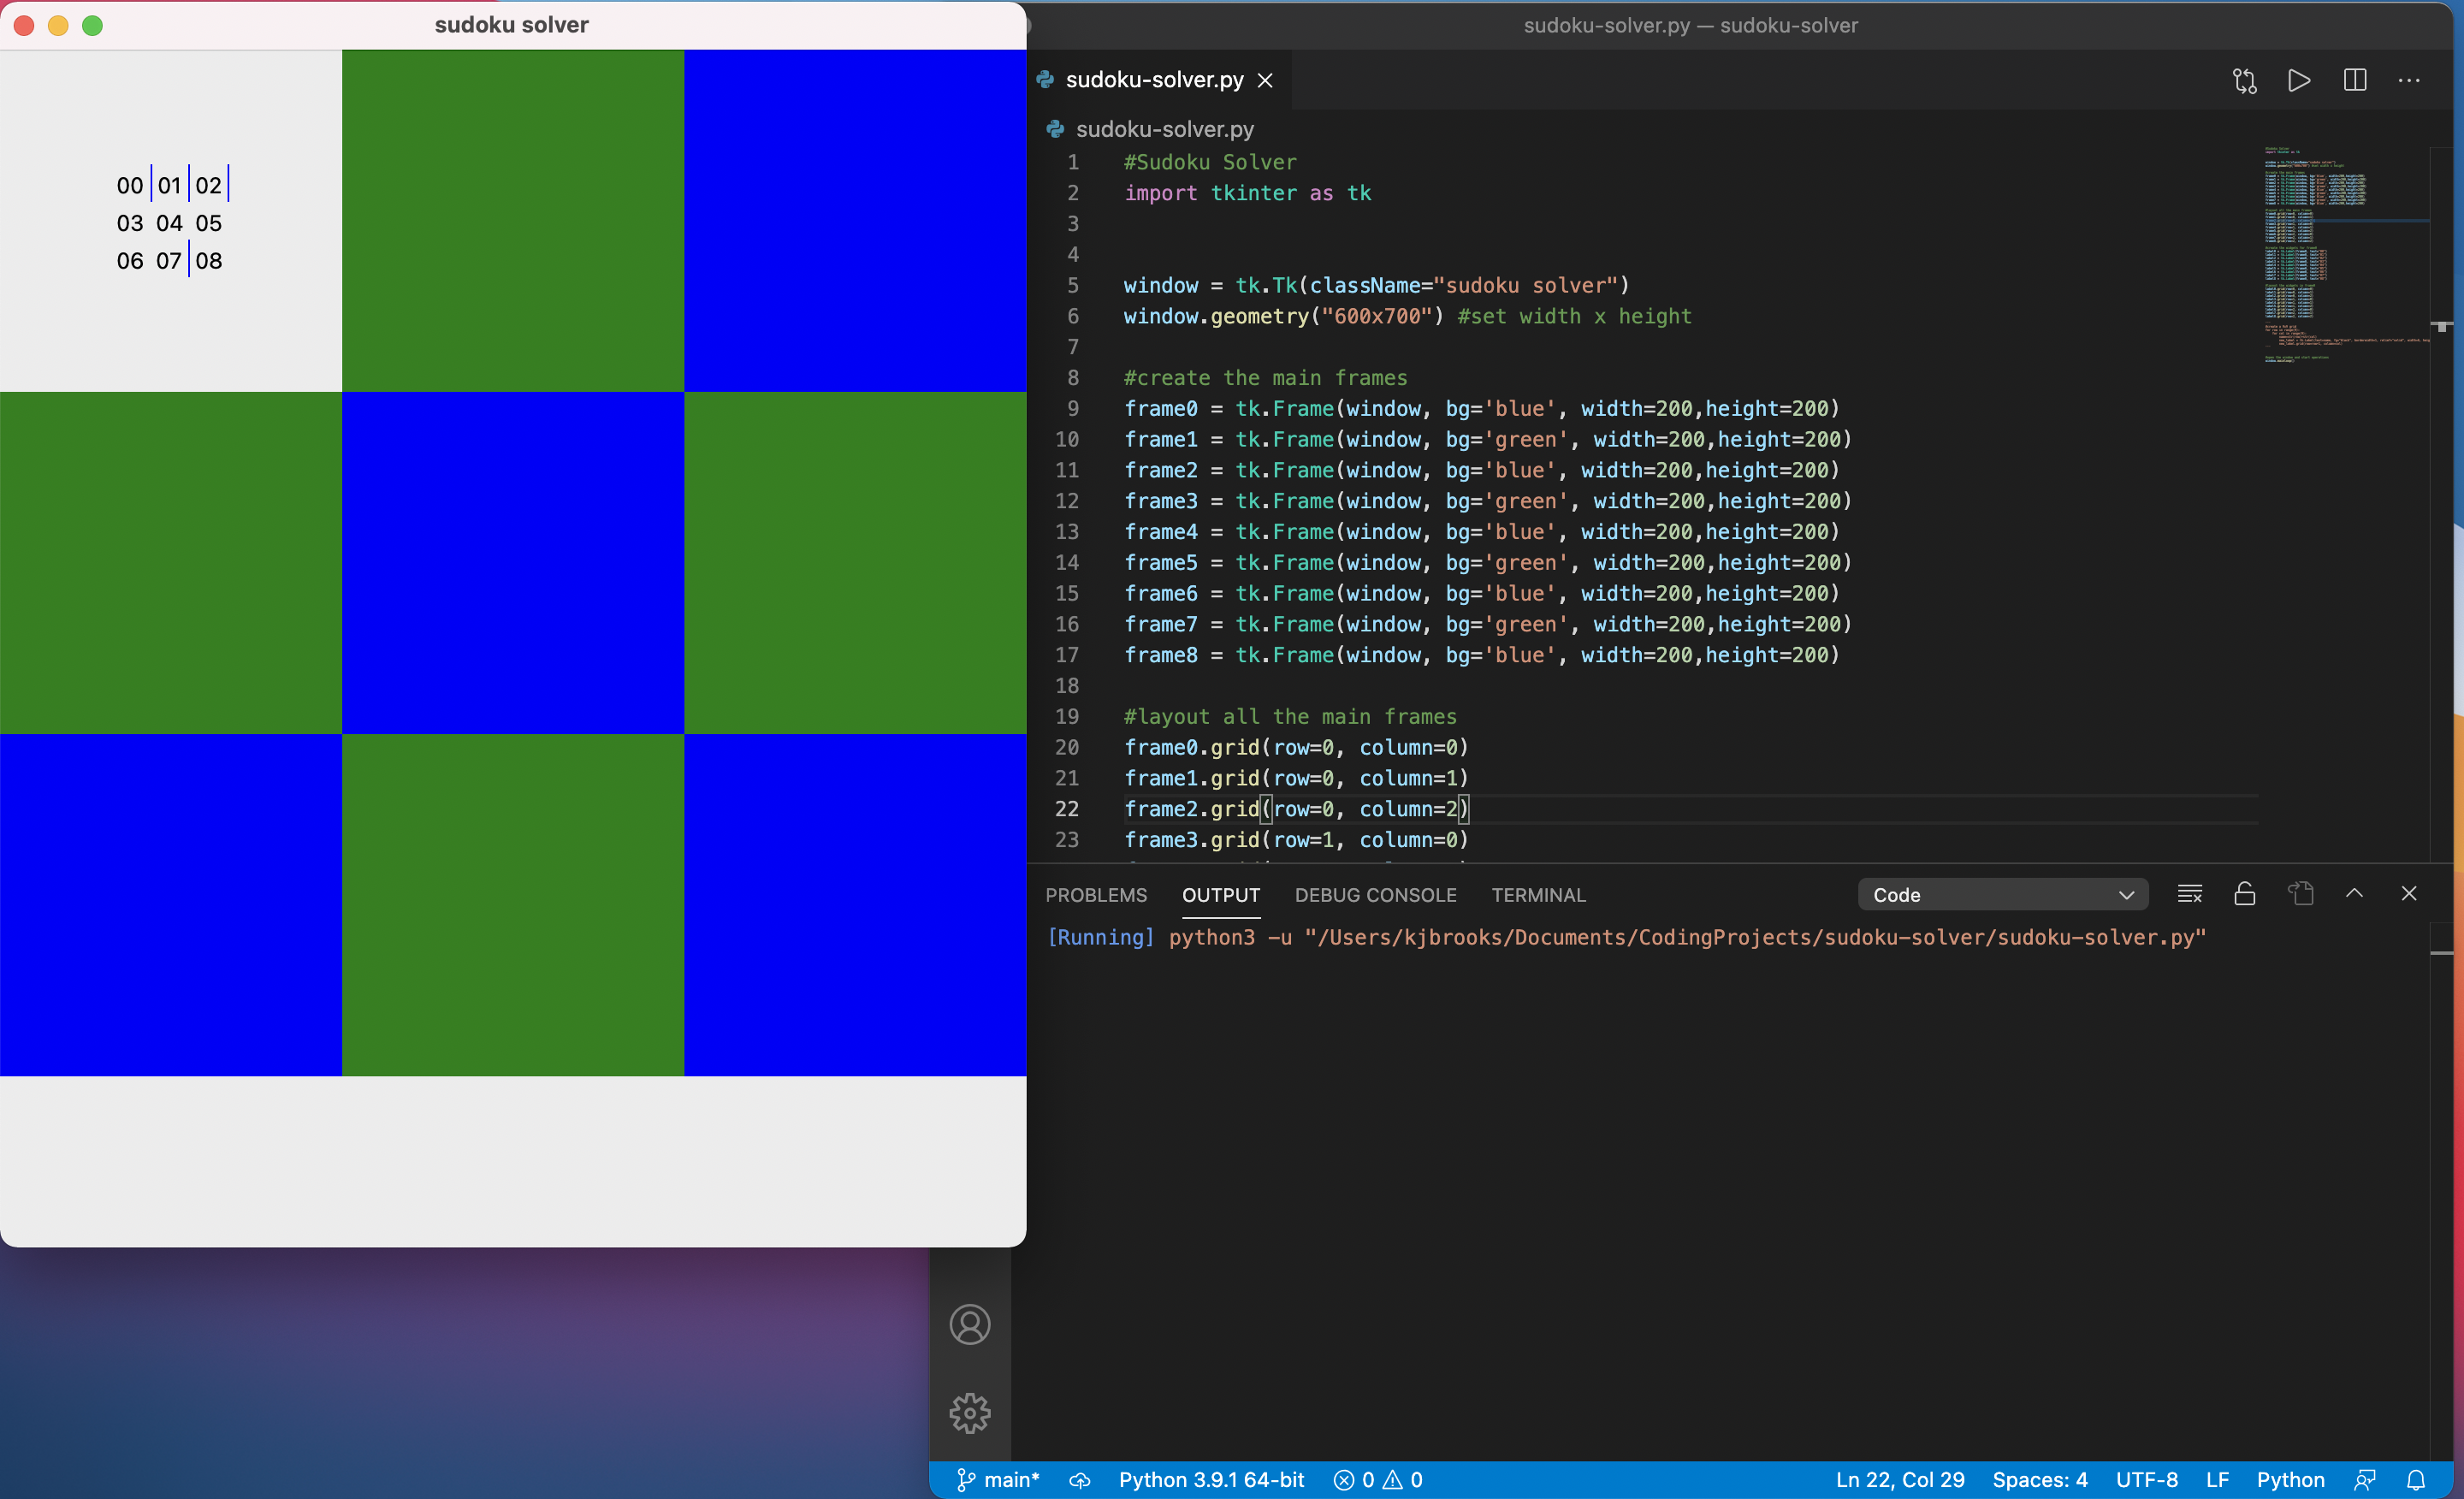 sudoku solver
00 01 02
03 04 05
06 07 08
sudoku-solver.py — sudoku-solver
sudoku-solver.py
sudoku-solver.py
1 #Sudoku Solver
2 import tkinter as tk
3
4
5 window = tk.Tk(className="sudoku solver")
6 window.geometry("600x700") #set width x height
7
8 #create the main frames
9 frame0 = tk.Frame(window, bg='blue', width=200,height=200)
10 frame1 = tk.Frame(window, bg='green', width=200,height=200)
11 frame2 = tk.Frame(window, bg='blue', width=200,height=200)
12 frame3 = tk.Frame(window, bg='green', width=200,height=200)
13 frame4 = tk.Frame(window, bg='blue', width=200,height=200)
14 frame5 = tk.Frame(window, bg='green', width=200,height=200)
15 frame6 = tk.Frame(window, bg='blue', width=200,height=200)
16 frame7 = tk.Frame(window, bg='green', width=200,height=200)
17 frame8 = tk.Frame(window, bg='blue', width=200,height=200)
18
19 #layout all the main frames
20 frame0.grid(row=0, column=0)
21 frame1.grid(row=0, column=1)
22 frame2.grid(row=0, column=2)
23 frame3.grid(row=1, column=0)
PROBLEMS OUTPUT DEBUG CONSOLE TERMINAL Code
[Running] python3 -u "/Users/kjbrooks/Documents/CodingProjects/sudoku-solver/sudoku-solver.py"
main* Python 3.9.1 64-bit 0 0 Ln 22, Col 29 Spaces: 4 UTF-8 LF Python